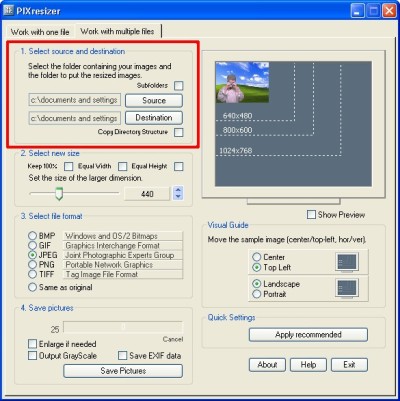 PIXresizer
Work with one file
Work with multiple files
1. Select source and destination
Select the folder containing your images and
the folder to put the resized images.
Subfolders
c:\documents and settings
Source
c:\documents and settings
Destination
Copy Directory Structure
2. Select new size
Keep 100%
Equal Width
Equal Height
Set the size of the larger dimension.
440
3. Select file format
BMP Windows and OS/2 Bitmaps
GIF Graphics Interchange Format
JPEG Joint Photographic Experts Group
PNG Portable Network Graphics
TIFF Tag Image File Format
Same as original
4. Save pictures
25
Cancel
Enlarge if needed
Output GrayScale
Save EXIF data
Save Pictures
640x480
800x600
1024x768
Show Preview
Visual Guide
Move the sample image (center/top-left, hor/ver).
Center
Top Left
Landscape
Portrait
Quick Settings
Apply recommended
About
Help
Exit